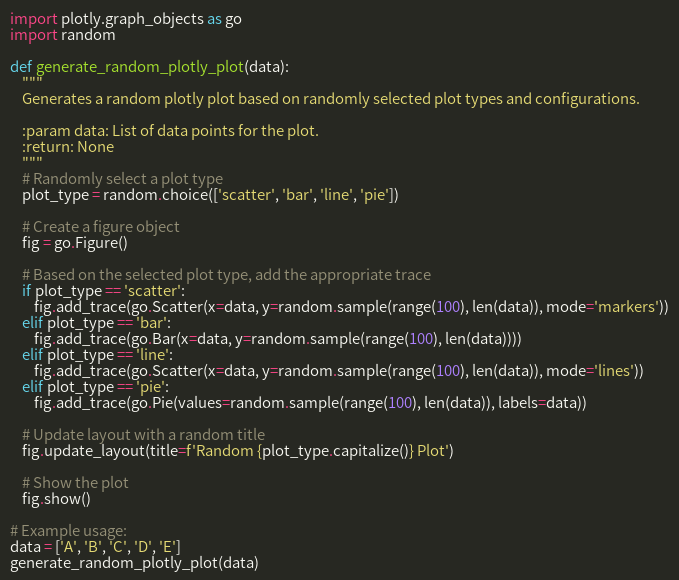 import plotly.graph_objects as go
import random

def generate_random_plotly_plot(data):
    """
    Generates a random plotly plot based on randomly selected plot types and configurations.

    :param data: List of data points for the plot.
    :return: None
    """
    # Randomly select a plot type
    plot_type = random.choice(['scatter', 'bar', 'line', 'pie'])

    # Create a figure object
    fig = go.Figure()

    # Based on the selected plot type, add the appropriate trace
    if plot_type == 'scatter':
        fig.add_trace(go.Scatter(x=data, y=random.sample(range(100), len(data)), mode='markers'))
    elif plot_type == 'bar':
        fig.add_trace(go.Bar(x=data, y=random.sample(range(100), len(data))))
    elif plot_type == 'line':
        fig.add_trace(go.Scatter(x=data, y=random.sample(range(100), len(data)), mode='lines'))
    elif plot_type == 'pie':
        fig.add_trace(go.Pie(values=random.sample(range(100), len(data)), labels=data))

    # Update layout with a random title
    fig.update_layout(title=f'Random {plot_type.capitalize()} Plot')

    # Show the plot
    fig.show()

# Example usage:
data = ['A', 'B', 'C', 'D', 'E']
generate_random_plotly_plot(data)